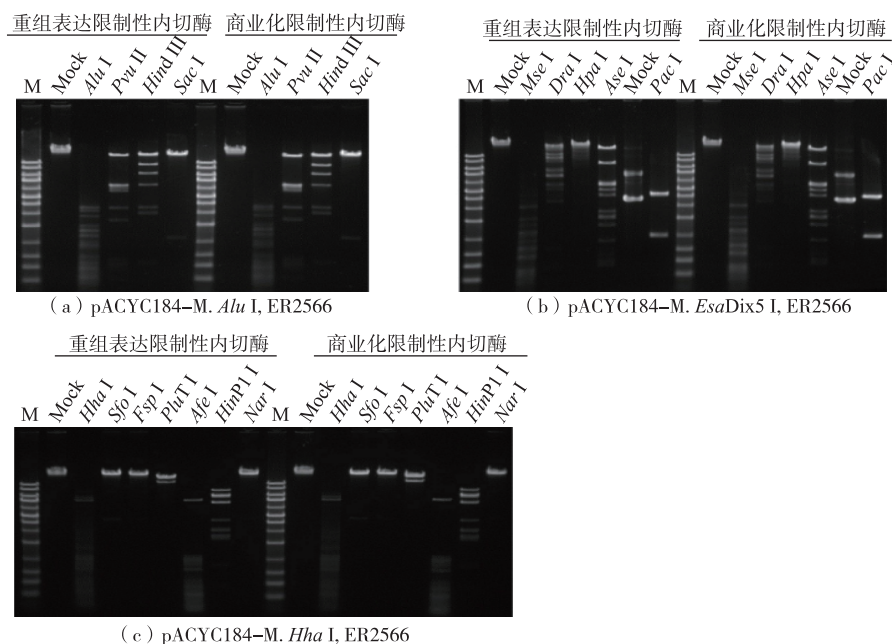 重组表达限制性内切酶 商业化限制性内切酶
M Mock Alu I Pvu II Hind III Sac I M Mock Alu I Pvu II Hind III Sac I
(a) pACYC184-M. Alu I, ER2566
重组表达限制性内切酶 商业化限制性内切酶
M Mock Mse I Dra I Hpa I Ase I Mock Pac I M Mock Mse I Dra I Hpa I Ase I Mock Pac I
(b) pACYC184-M. EsaDix5 I, ER2566
重组表达限制性内切酶 商业化限制性内切酶
M Mock Hha I Sfo I Fsp I PluT I Afe I HinP1 I Nar I M Mock Hha I Sfo I Fsp I PluT I Afe I HinP1 I Nar I
(c) pACYC184-M. Hha I, ER2566